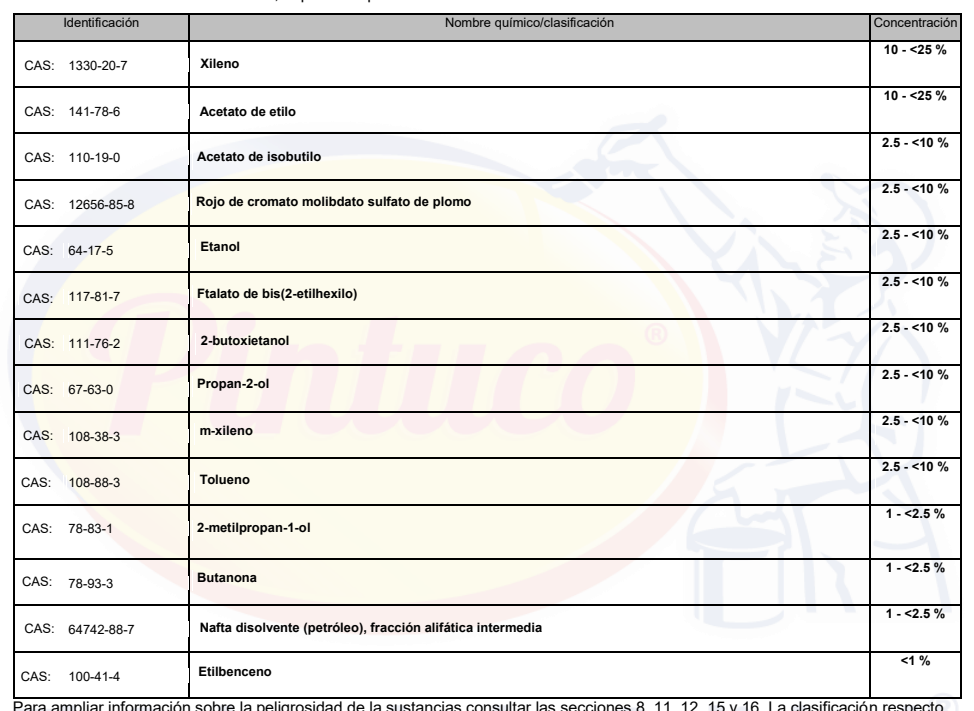 Identificación Nombre químico/clasificación Concentración
CAS: 1330-20-7 Xileno 10 - <25 %
CAS: 141-78-6 Acetato de etilo 10 - <25 %
CAS: 110-19-0 Acetato de isobutilo 2.5 - <10 %
CAS: 12656-85-8 Rojo de cromato molibdato sulfato de plomo 2.5 - <10 %
CAS: 64-17-5 Etanol 2.5 - <10 %
CAS: 117-81-7 Ftalato de bis(2-etilhexilo) 2.5 - <10 %
CAS: 111-76-2 2-butoxietanol 2.5 - <10 %
CAS: 67-63-0 Propan-2-ol 2.5 - <10 %
CAS: 108-38-3 m-xileno 2.5 - <10 %
CAS: 108-88-3 Tolueno 2.5 - <10 %
CAS: 78-83-1 2-metilpropan-1-ol 1 - <2.5 %
CAS: 78-93-3 Butanona 1 - <2.5 %
CAS: 64742-88-7 Nafta disolvente (petróleo), fracción alifática intermedia 1 - <2.5 %
CAS: 100-41-4 Etilbenceno <1 %
Para ampliar información sobre la peligrosidad de la sustancias consultar las secciones 8, 11, 12, 15 y 16. La clasificación respecto
Pintuco ®